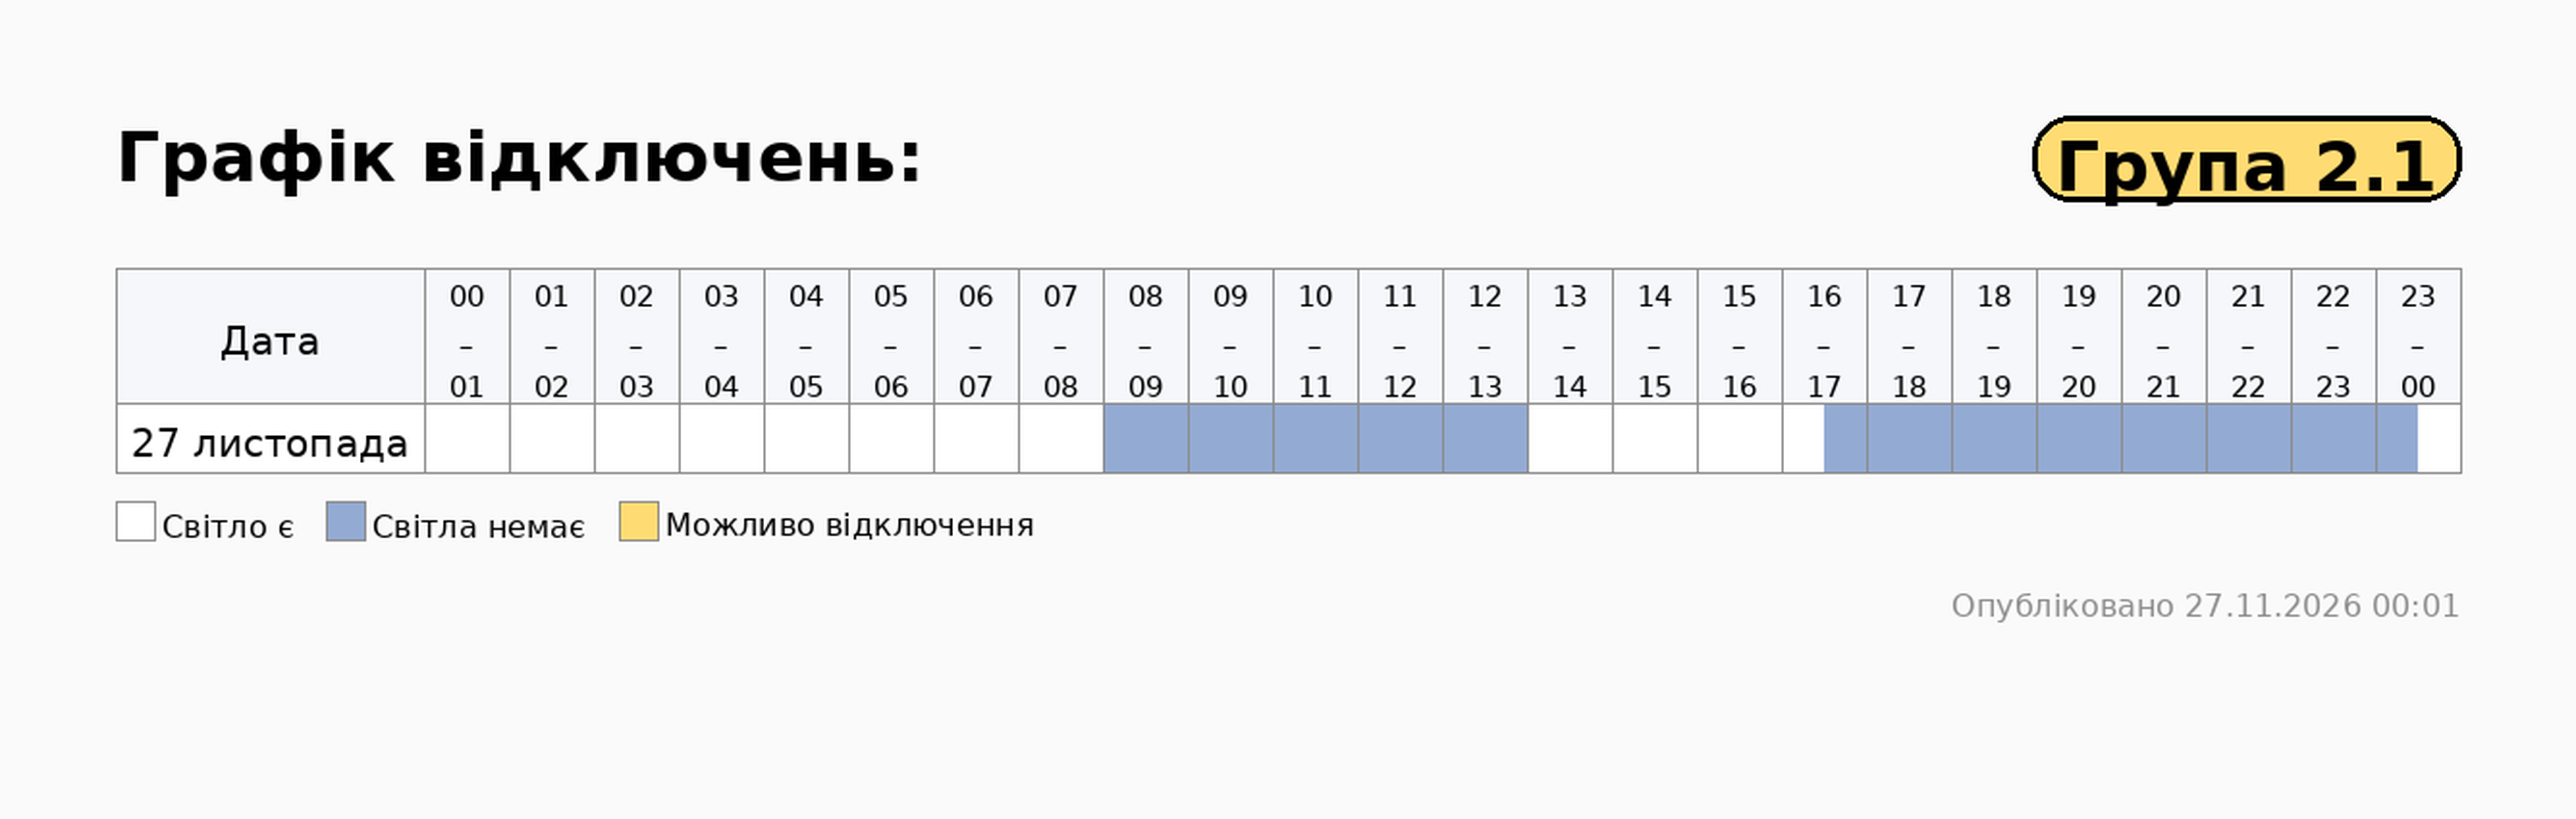 Графік відключень:
Група 2.1
Дата
00 – 01
01 – 02
02 – 03
03 – 04
04 – 05
05 – 06
06 – 07
07 – 08
08 – 09
09 – 10
10 – 11
11 – 12
12 – 13
13 – 14
14 – 15
15 – 16
16 – 17
17 – 18
18 – 19
19 – 20
20 – 21
21 – 22
22 – 23
23 – 00
27 листопада
Світло є
Світла немає
Можливо відключення
Опубліковано 27.11.2026 00:01